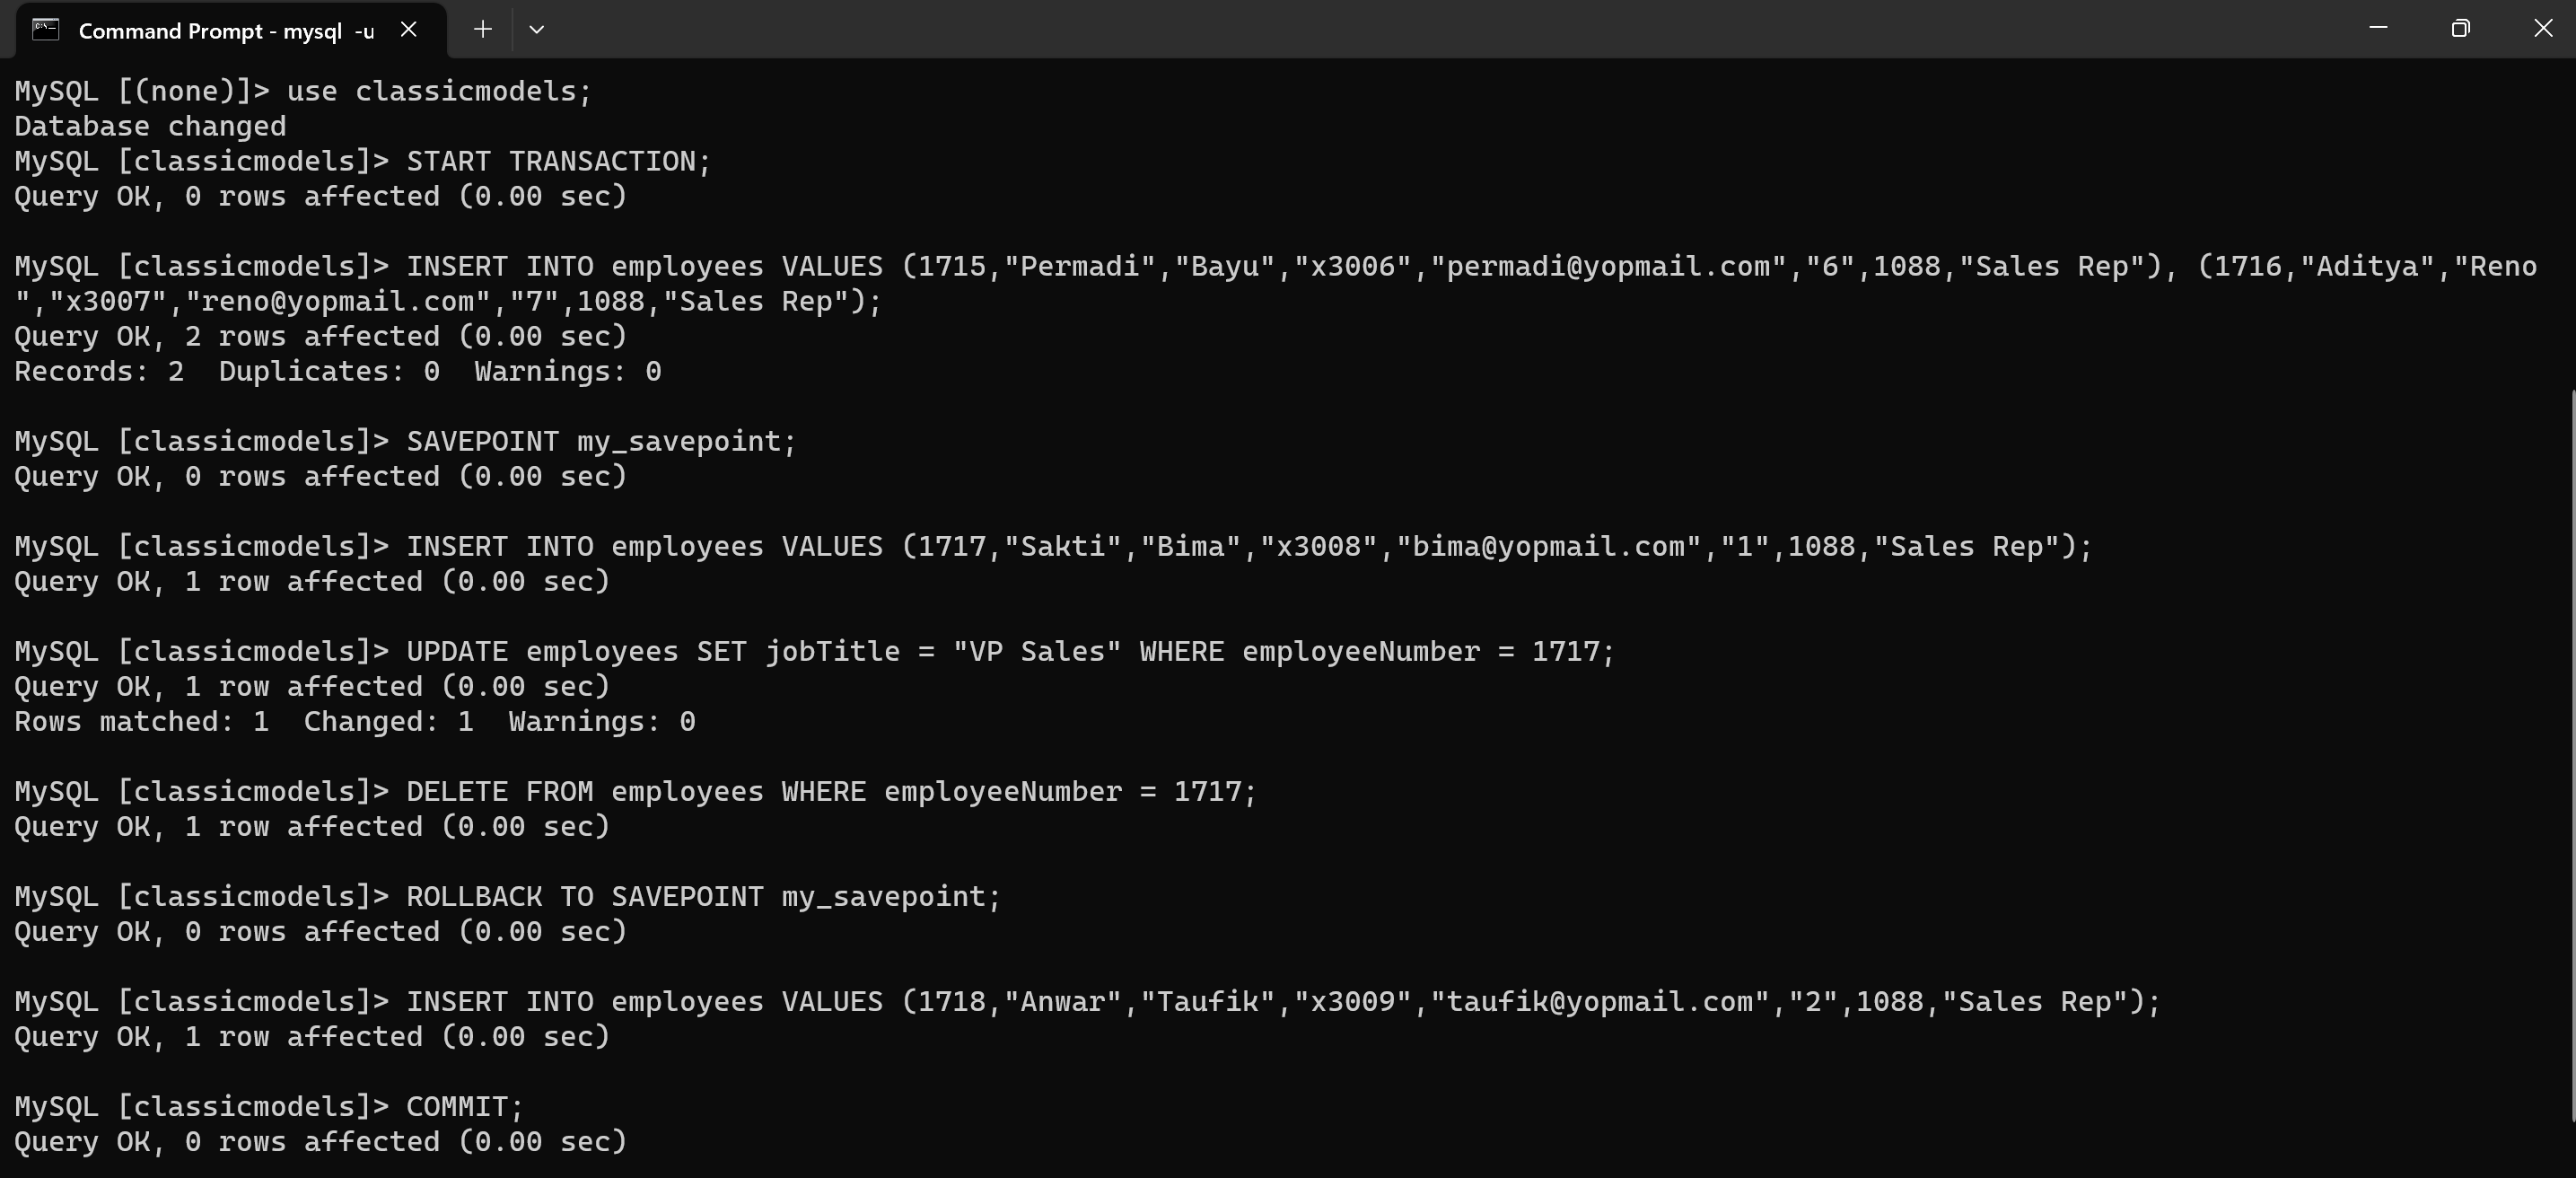 Command Prompt - mysql  -u
MySQL [(none)]> use classicmodels;
Database changed
MySQL [classicmodels]> START TRANSACTION;
Query OK, 0 rows affected (0.00 sec)
MySQL [classicmodels]> INSERT INTO employees VALUES (1715,"Permadi","Bayu","x3006","permadi@yopmail.com","6",1088,"Sales Rep"), (1716,"Aditya","Reno
","x3007","reno@yopmail.com","7",1088,"Sales Rep");
Query OK, 2 rows affected (0.00 sec)
Records: 2  Duplicates: 0  Warnings: 0
MySQL [classicmodels]> SAVEPOINT my_savepoint;
Query OK, 0 rows affected (0.00 sec)
MySQL [classicmodels]> INSERT INTO employees VALUES (1717,"Sakti","Bima","x3008","bima@yopmail.com","1",1088,"Sales Rep");
Query OK, 1 row affected (0.00 sec)
MySQL [classicmodels]> UPDATE employees SET jobTitle = "VP Sales" WHERE employeeNumber = 1717;
Query OK, 1 row affected (0.00 sec)
Rows matched: 1  Changed: 1  Warnings: 0
MySQL [classicmodels]> DELETE FROM employees WHERE employeeNumber = 1717;
Query OK, 1 row affected (0.00 sec)
MySQL [classicmodels]> ROLLBACK TO SAVEPOINT my_savepoint;
Query OK, 0 rows affected (0.00 sec)
MySQL [classicmodels]> INSERT INTO employees VALUES (1718,"Anwar","Taufik","x3009","taufik@yopmail.com","2",1088,"Sales Rep");
Query OK, 1 row affected (0.00 sec)
MySQL [classicmodels]> COMMIT;
Query OK, 0 rows affected (0.00 sec)